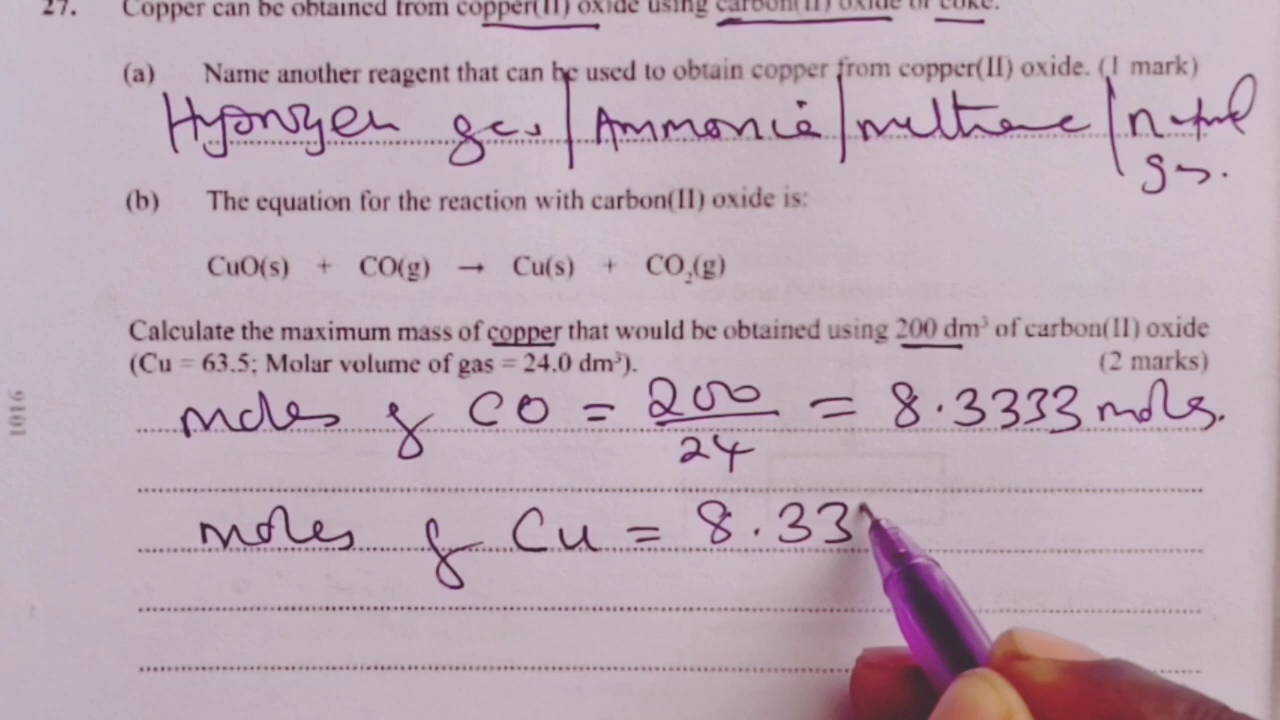 27. Copper can be obtained from copper(II) oxide using carbon(II) oxide or coke.
(a) Name another reagent that can be used to obtain copper from copper(II) oxide. (1 mark)
Hydrogen gas | Ammonia | methane | natural
gas.
(b) The equation for the reaction with carbon(II) oxide is:
CuO(s) + CO(g) → Cu(s) + CO₂(g)
Calculate the maximum mass of copper that would be obtained using 200 dm³ of carbon(II) oxide
(Cu = 63.5; Molar volume of gas = 24.0 dm³). (2 marks)
moles of CO = 200 = 8.3333 mols.
24
moles of Cu = 8.33
1016